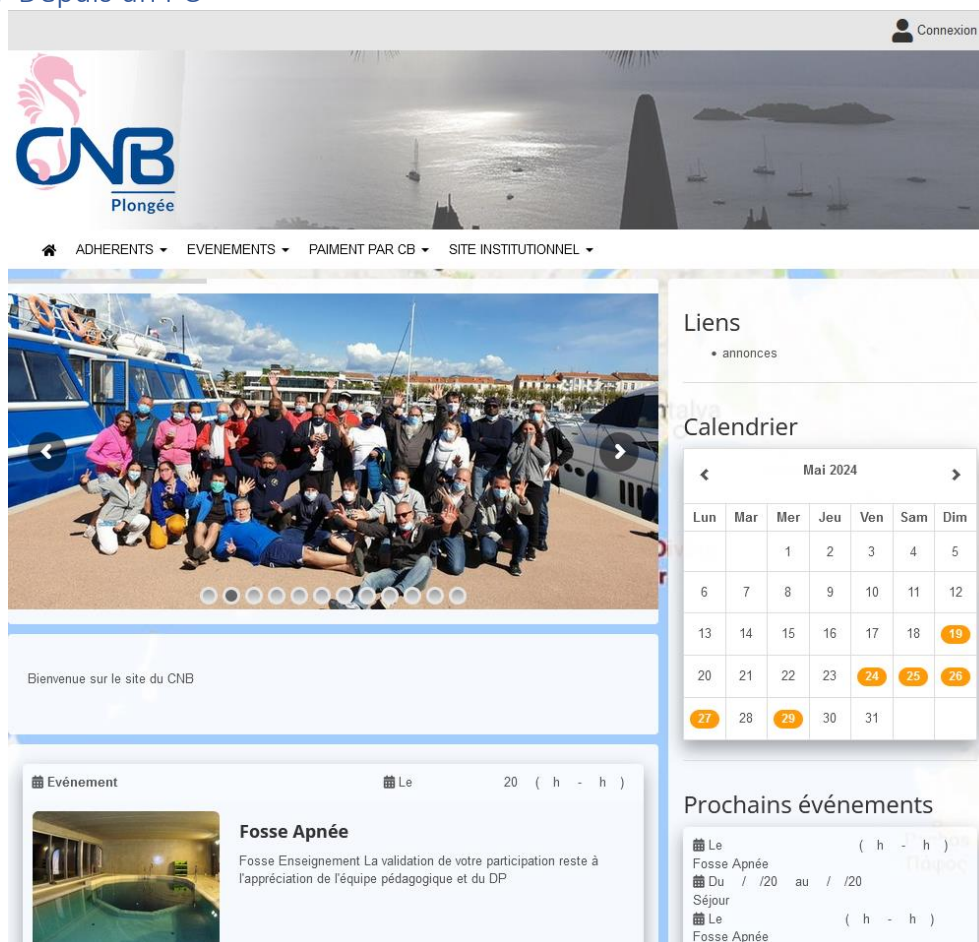 Depuis un PC
Connexion
CNB
Plongée
ADHERENTS EVENEMENTS PAIMENT PAR CB SITE INSTITUTIONNEL
Liens
• annonces
Calendrier
Mai 2024
Lun Mar Mer Jeu Ven Sam Dim
1 2 3 4 5
6 7 8 9 10 11 12
13 14 15 16 17 18 19
20 21 22 23 24 25 26
27 28 29 30 31
Bienvenue sur le site du CNB
Evénement Le 20 ( h - h )
Fosse Apnée
Fosse Enseignement La validation de votre participation reste à
l'appréciation de l'équipe pédagogique et du DP
Prochains événements
Le ( h - h )
Fosse Apnée
Du / /20 au / /20
Séjour
Le ( h - h )
Fosse Apnée